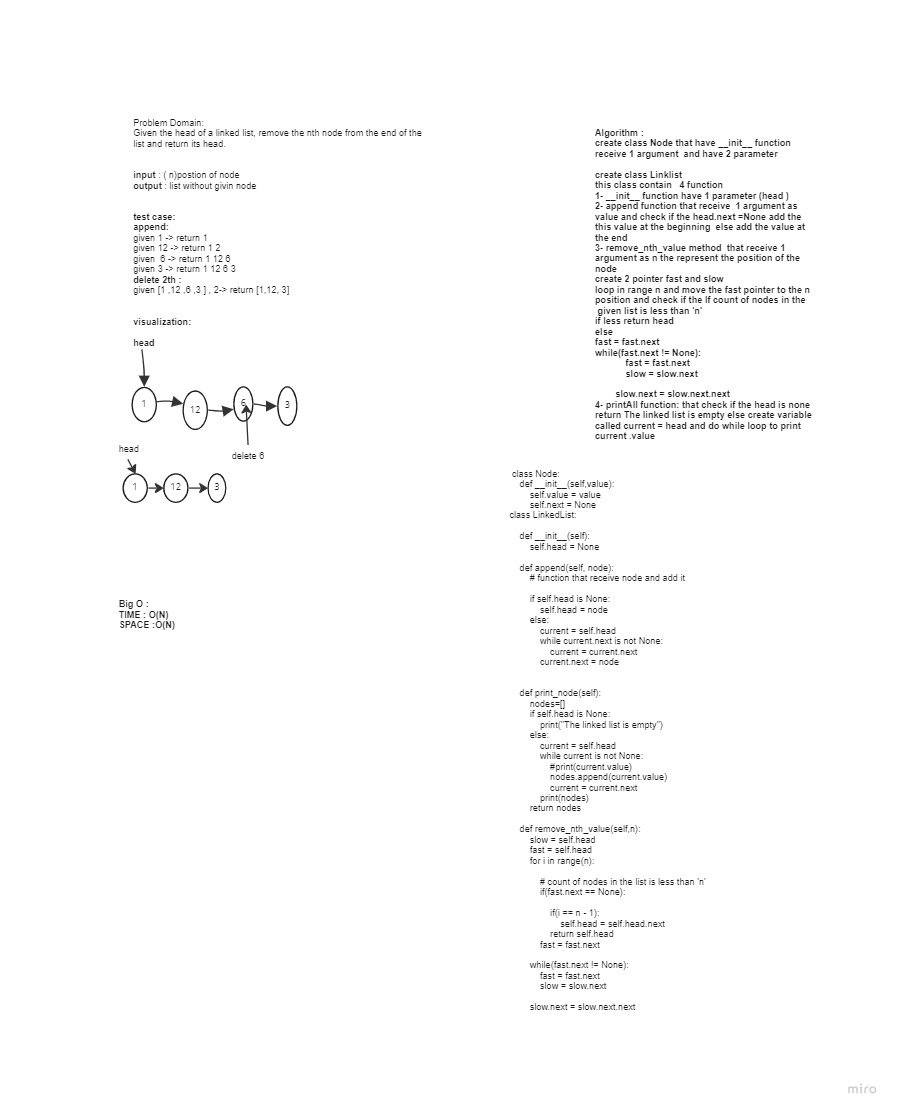 Problem Domain:
Given the head of a linked list, remove the nth node from the end of the
list and return its head.
input : ( n)postion of node
output : list without givin node
test case:
append:
given 1 -> return 1
given 12 -> return 1 2
given  6 -> return 1 12 6
given 3 -> return 1 12 6 3
delete 2th :
given [1 ,12 ,6 ,3 ] , 2-> return [1,12, 3]
visualization:
head
1
12
6
3
delete 6
head
1
12
3
Big O :
TIME : O(N)
SPACE :O(N)
Algorithm :
create class Node that have __init__ function
receive 1 argument  and have 2 parameter
create class Linklist
this class contain   4 function
1- __init__ function have 1 parameter (head )
2- append function that receive  1 argument as
value and check if the head.next =None add the
this value at the beginning  else add the value at
the end
3- remove_nth_value method  that receive 1
argument as n the represent the position of the
node
create 2 pointer fast and slow
loop in range n and move the fast pointer to the n
position and check if the If count of nodes in the
given list is less than 'n'
if less return head
else
fast = fast.next
while(fast.next != None):
fast = fast.next
slow = slow.next
slow.next = slow.next.next
4- printAll function: that check if the head is none
return The linked list is empty else create variable
called current = head and do while loop to print
current .value
class Node:
def __init__(self,value):
self.value = value
self.next = None
class LinkedList:
def __init__(self):
self.head = None
def append(self, node):
# function that receive node and add it
if self.head is None:
self.head = node
else:
current = self.head
while current.next is not None:
current = current.next
current.next = node
def print_node(self):
nodes=[]
if self.head is None:
print("The linked list is empty")
else:
current = self.head
while current is not None:
#print(current.value)
nodes.append(current.value)
current = current.next
print(nodes)
return nodes
def remove_nth_value(self,n):
slow = self.head
fast = self.head
for i in range(n):
# count of nodes in the list is less than 'n'
if(fast.next == None):
if(i == n - 1):
self.head = self.head.next
return self.head
fast = fast.next
while(fast.next != None):
fast = fast.next
slow = slow.next
slow.next = slow.next.next
miro